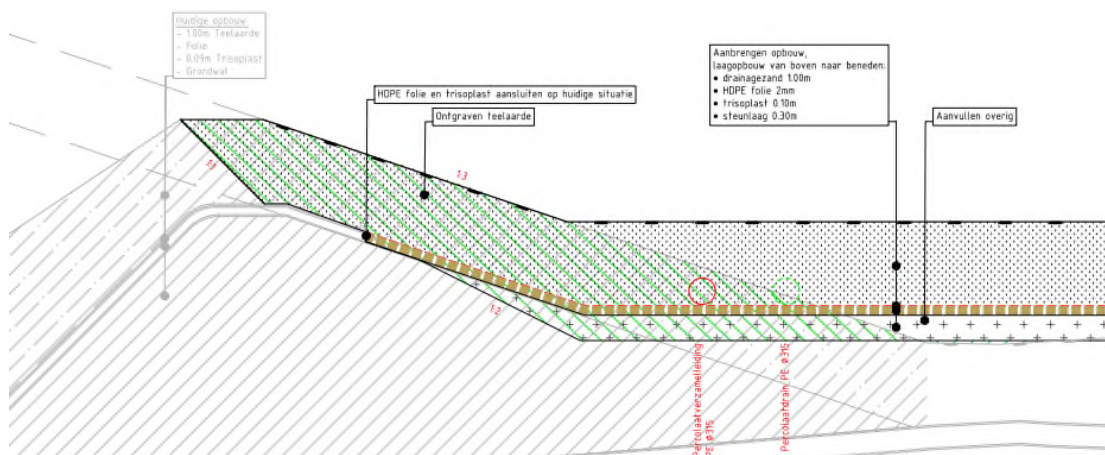 Huidige opbouw
- 1.00m Teelaarde
- Folie
- 0.09m Trisoplast
- Grondwal
HDPE folie en trisoplast aansluiten op huidige situatie
Ontgraven teelaarde
Aanbrengen opbouw,
laagopbouw van boven naar beneden:
• drainagezand 1.00m
• HDPE folie 2mm
• trisoplast 0.10m
• steunlaag 0.30m
Aanvullen overig
1:1
1:3
1:2
Percolaatverzamelleiding
PE ø315
Percolaatdrain PE ø315